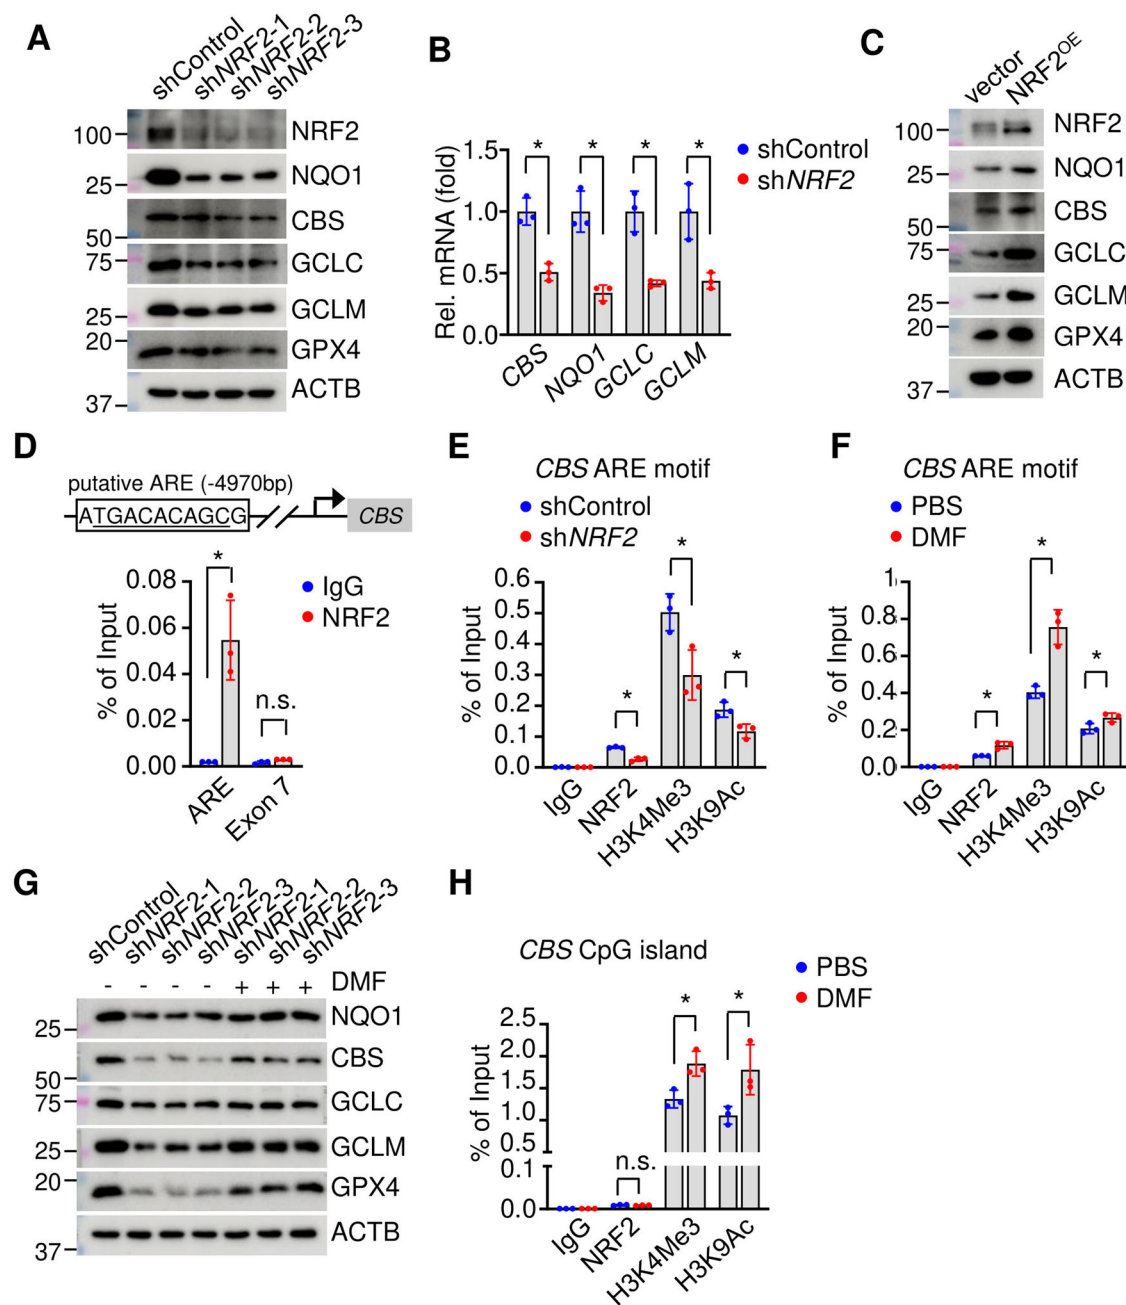 A
shControl
shNRF2-1
shNRF2-2
shNRF2-3
100
NRF2
25
NQO1
50
CBS
75
GCLC
25
GCLM
20
GPX4
37
ACTB
B
shControl
shNRF2
Rel. mRNA (fold)
1.5
1.0
0.5
0.0
* * * *
CBS
NQO1
GCLC
GCLM
C
vector
NRF2OE
100
NRF2
25
NQO1
50
CBS
75
GCLC
25
GCLM
20
GPX4
37
ACTB
D
putative ARE (-4970bp)
ATGACACAGCG
CBS
IgG
NRF2
% of Input
0.08
0.06
0.04
0.02
0.00
*
n.s.
ARE
Exon 7
E
CBS ARE motif
shControl
shNRF2
% of Input
0.6
0.5
0.4
0.3
0.2
0.1
0.0
* * *
IgG
NRF2
H3K4Me3
H3K9Ac
F
CBS ARE motif
PBS
DMF
% of Input
1
0.8
0.6
0.4
0.2
0.0
* * *
IgG
NRF2
H3K4Me3
H3K9Ac
G
shControl
shNRF2-1
shNRF2-2
shNRF2-3
shNRF2-1
shNRF2-2
shNRF2-3
- - - - + + + DMF
25
NQO1
50
CBS
75
GCLC
25
GCLM
20
GPX4
37
ACTB
H
CBS CpG island
PBS
DMF
% of Input
2.5
2.0
1.5
1.0
0.5
0.1
0.0
n.s.
* *
IgG
NRF2
H3K4Me3
H3K9Ac